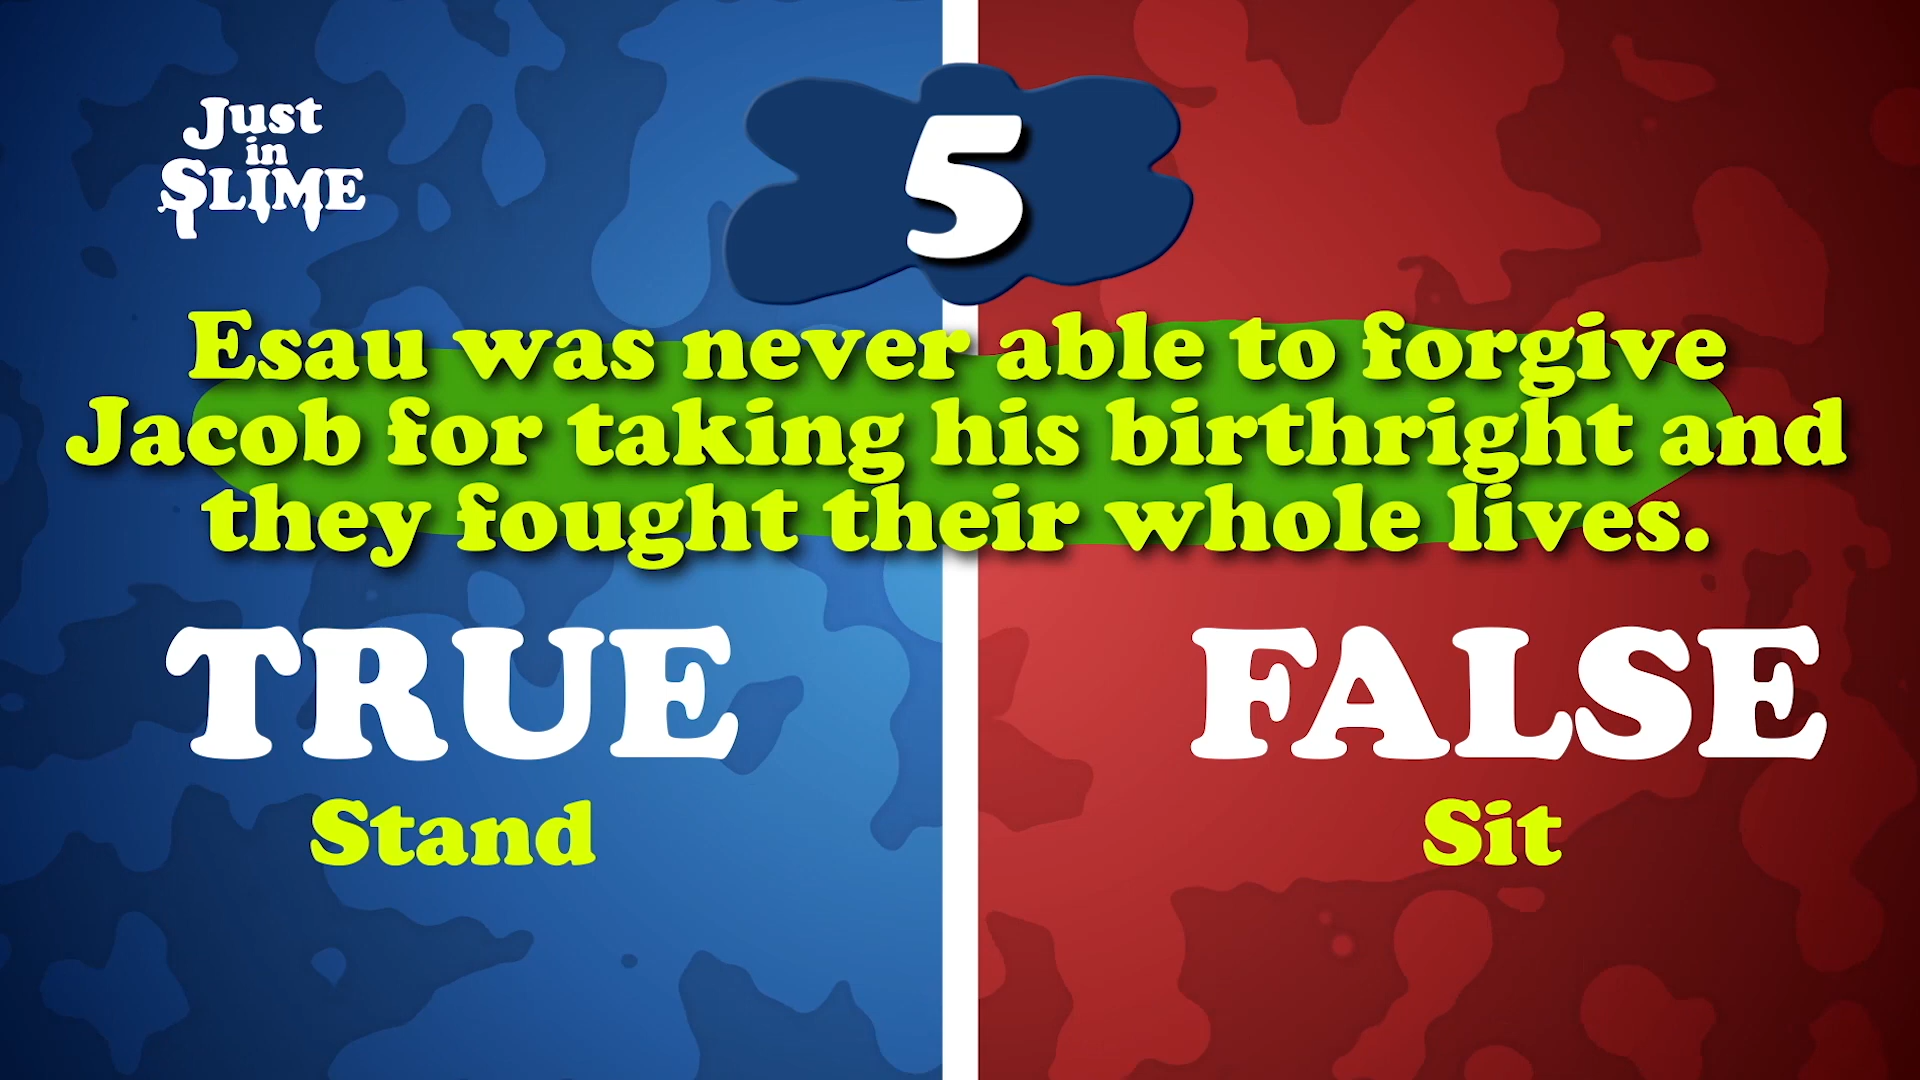 Just
in
SLIME
5
Esau was never able to forgive
Jacob for taking his birthright and
they fought their whole lives.
TRUE
FALSE
Stand
Sit